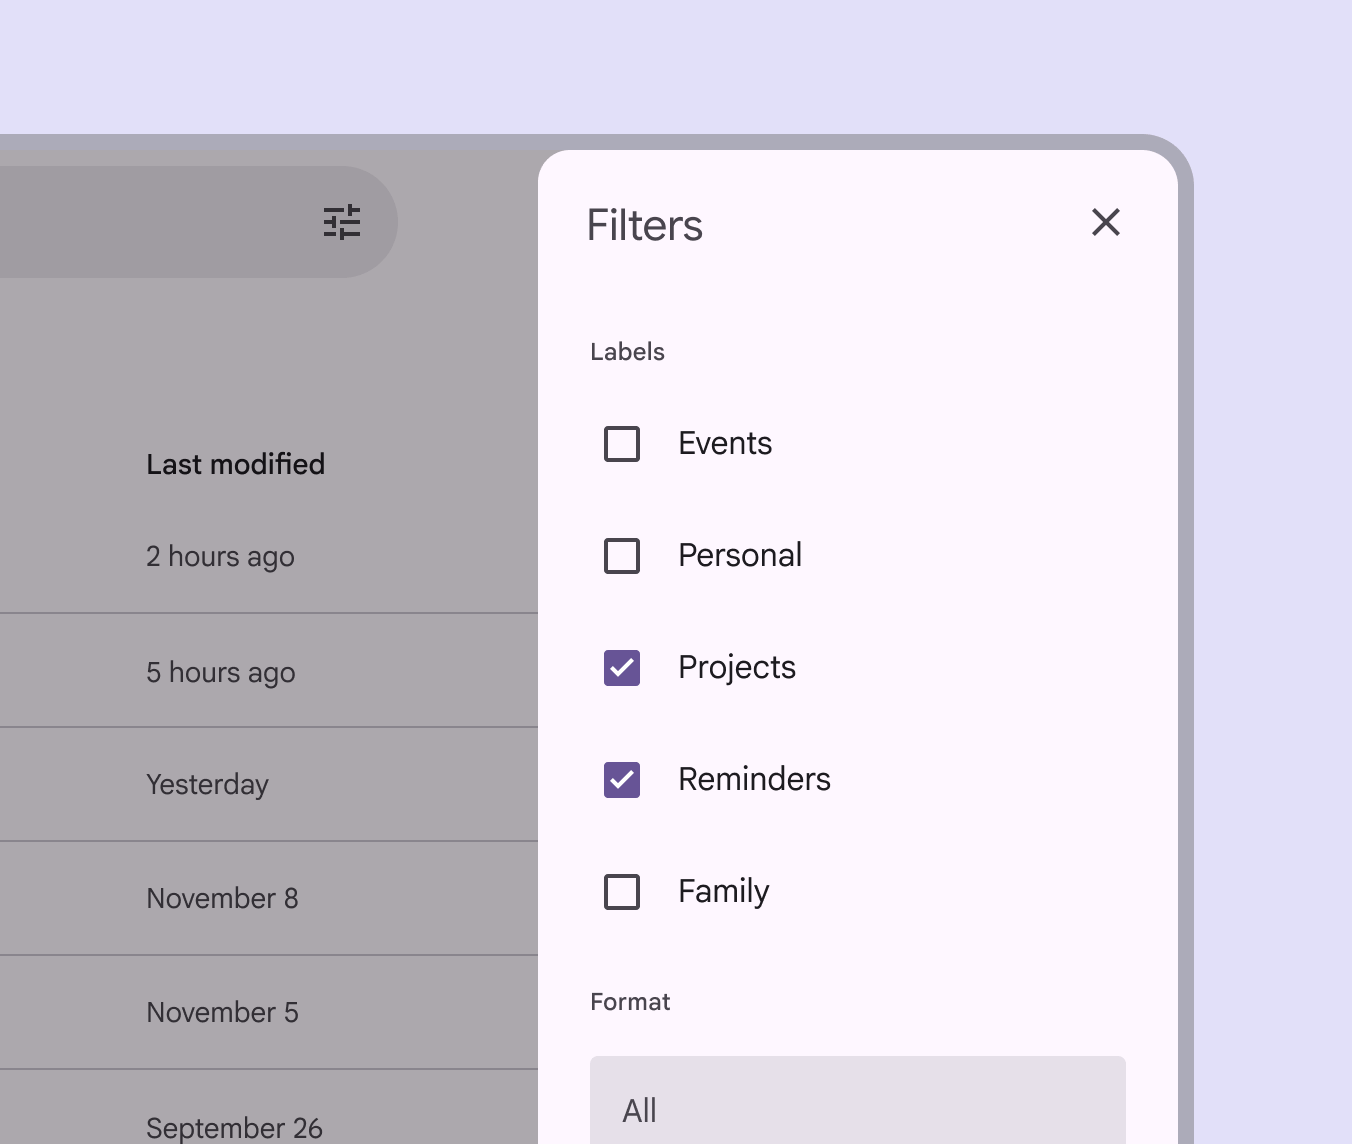 Filters
Labels
Events
Personal
Projects
Reminders
Family
Format
All
Last modified
2 hours ago
5 hours ago
Yesterday
November 8
November 5
September 26